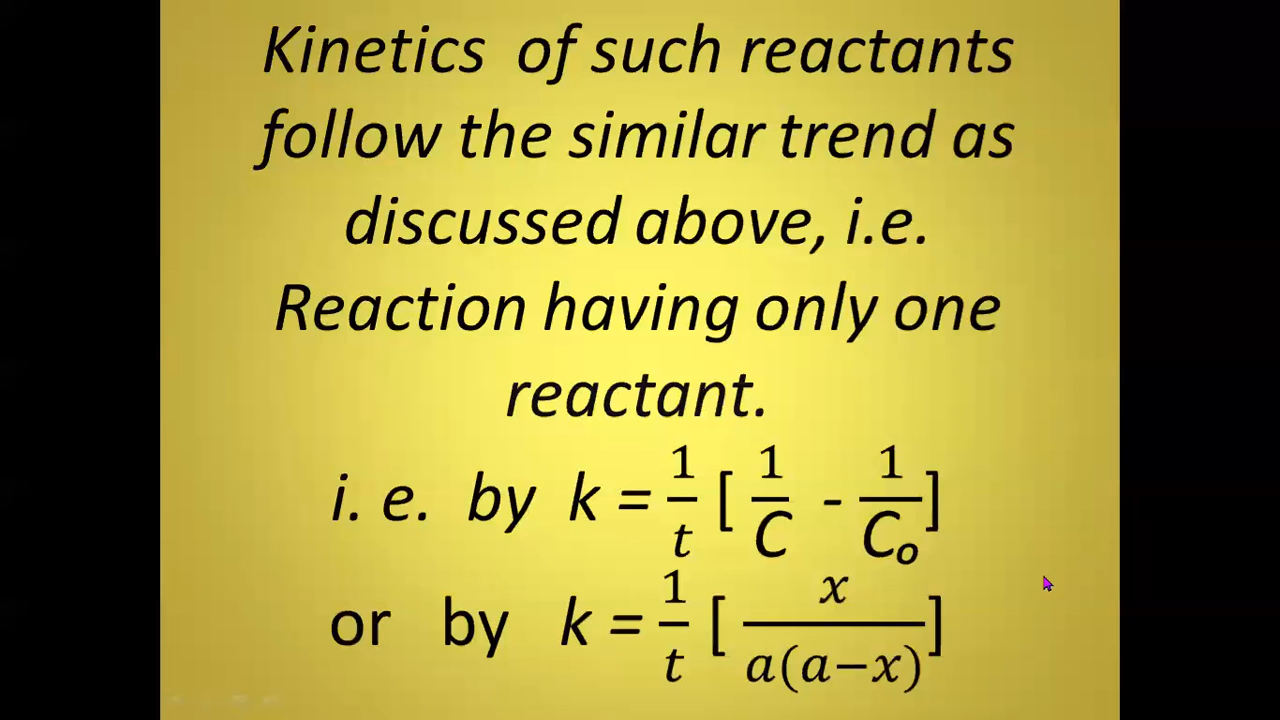 Kinetics of such reactants
follow the similar trend as
discussed above, i.e.
Reaction having only one
reactant.
i. e. by k = 1/t [ 1/C - 1/Co ]
or by k = 1/t [ x/a(a−x) ]